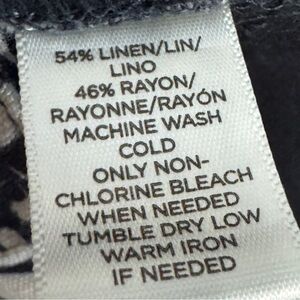 54% LINEN/LIN/
LINO
46% RAYON/
RAYONNE/RAYÓN
MACHINE WASH
COLD
ONLY NON-
CHLORINE BLEACH
WHEN NEEDED
TUMBLE DRY LOW
WARM IRON
IF NEEDED